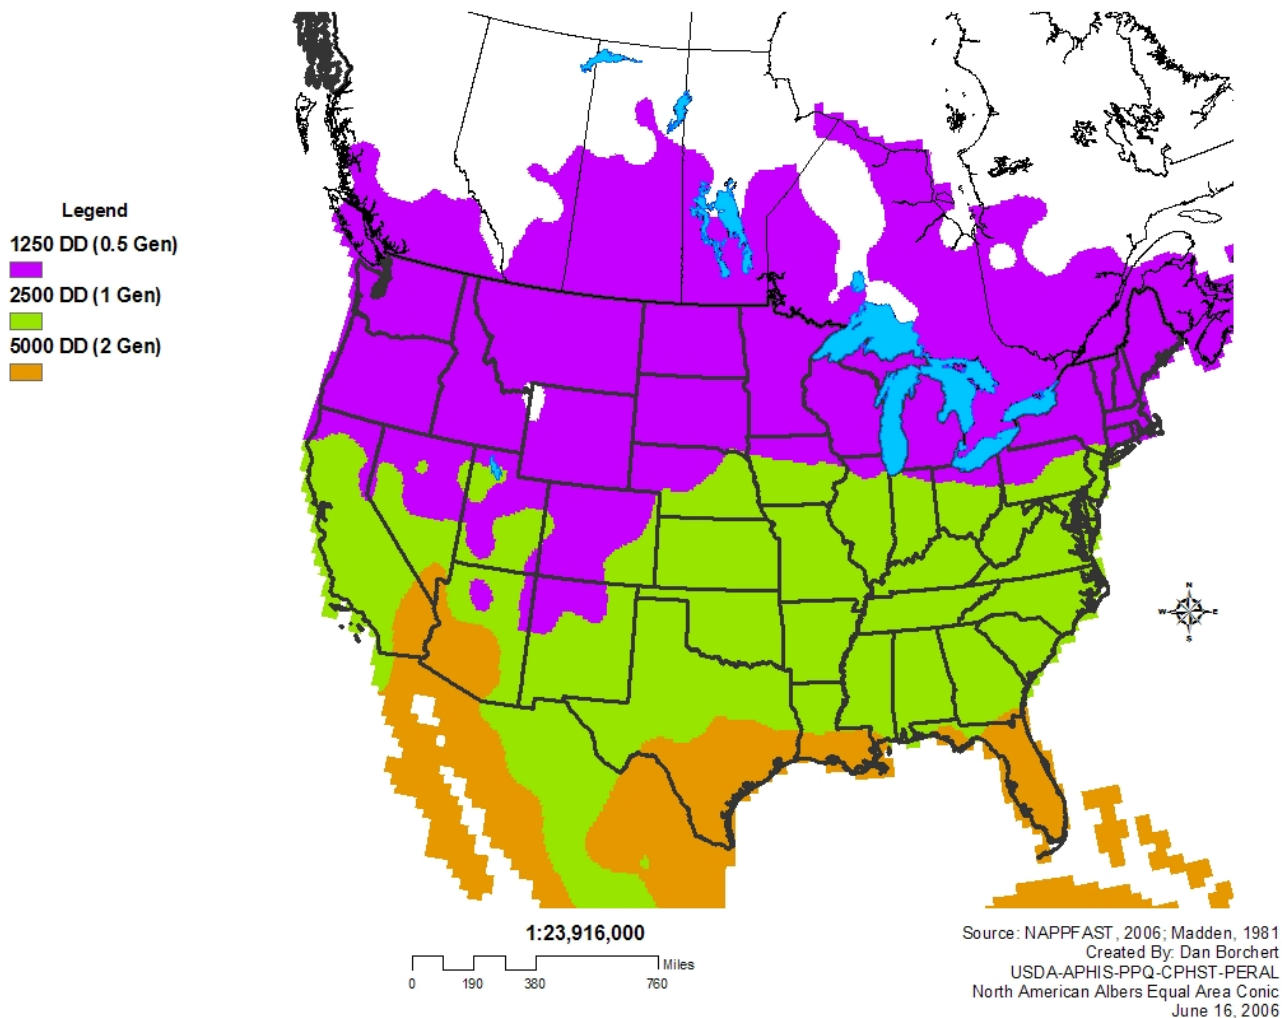 Legend
1250 DD (0.5 Gen)
2500 DD (1 Gen)
5000 DD (2 Gen)
N
W E
S
1:23,916,000
Miles
0 190 380 760
Source: NAPPFAST, 2006; Madden, 1981
Created By: Dan Borchert
USDA-APHIS-PPQ-CPHST-PERAL
North American Albers Equal Area Conic
June 16, 2006